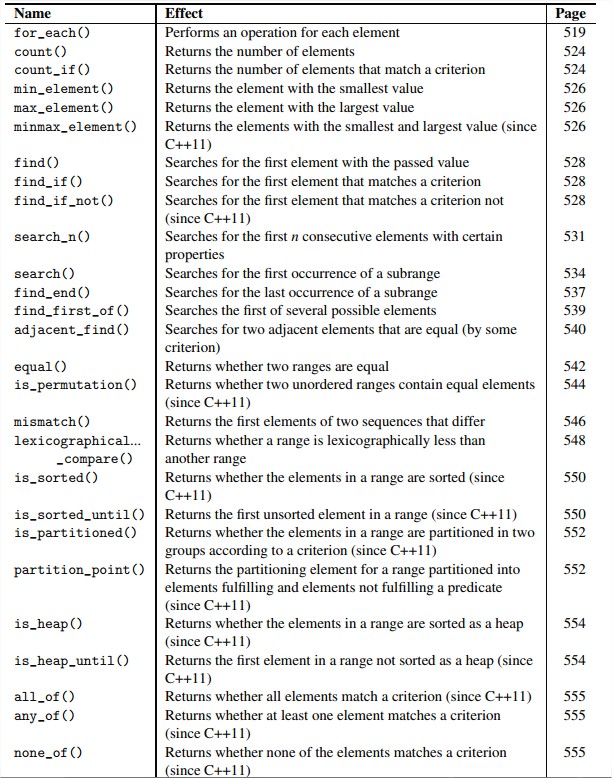 Name Effect Page
for_each() Performs an operation for each element 519
count() Returns the number of elements 524
count_if() Returns the number of elements that match a criterion 524
min_element() Returns the element with the smallest value 526
max_element() Returns the element with the largest value 526
minmax_element() Returns the elements with the smallest and largest value (since 526
C++11)
find() Searches for the first element with the passed value 528
find_if() Searches for the first element that matches a criterion 528
find_if_not() Searches for the first element that matches a criterion not 528
(since C++11)
search_n() Searches for the first n consecutive elements with certain 531
properties
search() Searches for the first occurrence of a subrange 534
find_end() Searches for the last occurrence of a subrange 537
find_first_of() Searches the first of several possible elements 539
adjacent_find() Searches for two adjacent elements that are equal (by some 540
criterion)
equal() Returns whether two ranges are equal 542
is_permutation() Returns whether two unordered ranges contain equal elements 544
(since C++11)
mismatch() Returns the first elements of two sequences that differ 546
lexicographical... Returns whether a range is lexicographically less than 548
_compare() another range
is_sorted() Returns whether the elements in a range are sorted (since 550
C++11)
is_sorted_until() Returns the first unsorted element in a range (since C++11) 550
is_partitioned() Returns whether the elements in a range are partitioned in two 552
groups according to a criterion (since C++11)
partition_point() Returns the partitioning element for a range partitioned into 552
elements fulfilling and elements not fulfilling a predicate
(since C++11)
is_heap() Returns whether the elements in a range are sorted as a heap 554
(since C++11)
is_heap_until() Returns the first element in a range not sorted as a heap (since 554
C++11)
all_of() Returns whether all elements match a criterion (since C++11) 555
any_of() Returns whether at least one element matches a criterion 555
(since C++11)
none_of() Returns whether none of the elements matches a criterion 555
(since C++11)